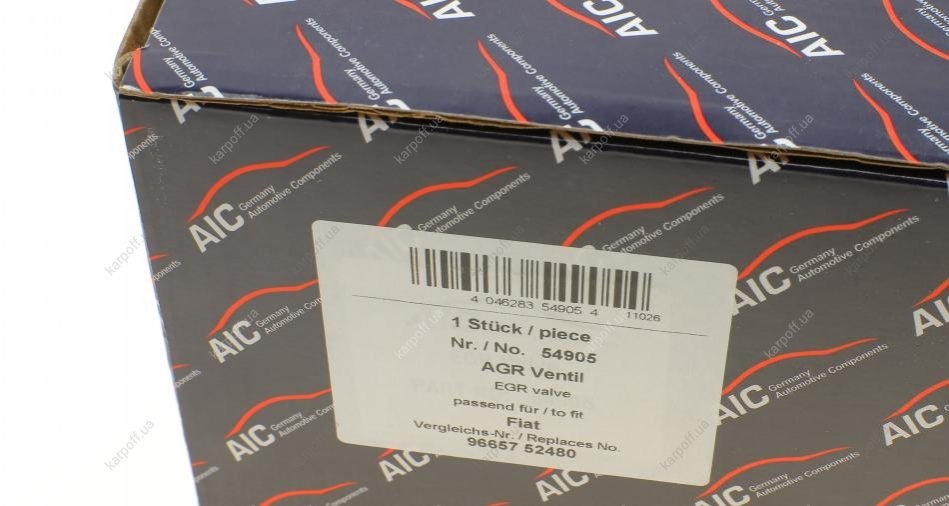 AIC Germany
Automotive Components
4 046283 54905 4 11026
1 Stück / piece
Nr. / No. 54905
AGR Ventil
EGR valve
passend für / to fit
Fiat
Vergleichs-Nr. / Replaces No.
96657 52480
karpoff.ua